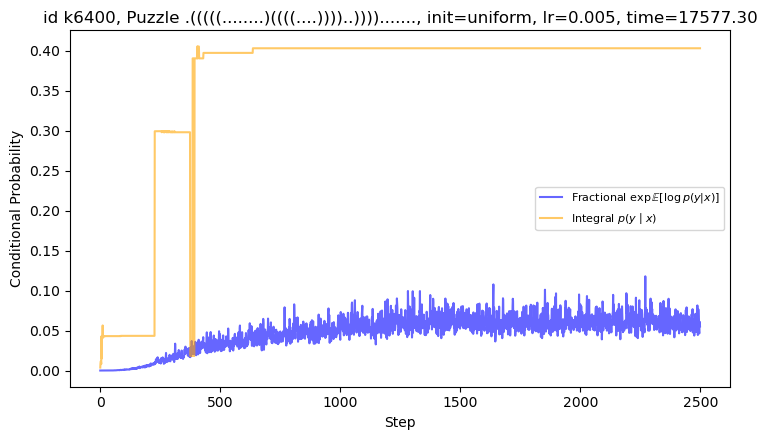 id k6400, Puzzle .(((((........)((((....))))..))))......., init=uniform, lr=0.005, time=17577.30
0.40
0.35
0.30
0.25
0.20
0.15
0.10
0.05
0.00
Conditional Probability
Fractional exp𝔼[log p(y|x)]
Integral p(y | x)
0 500 1000 1500 2000 2500
Step